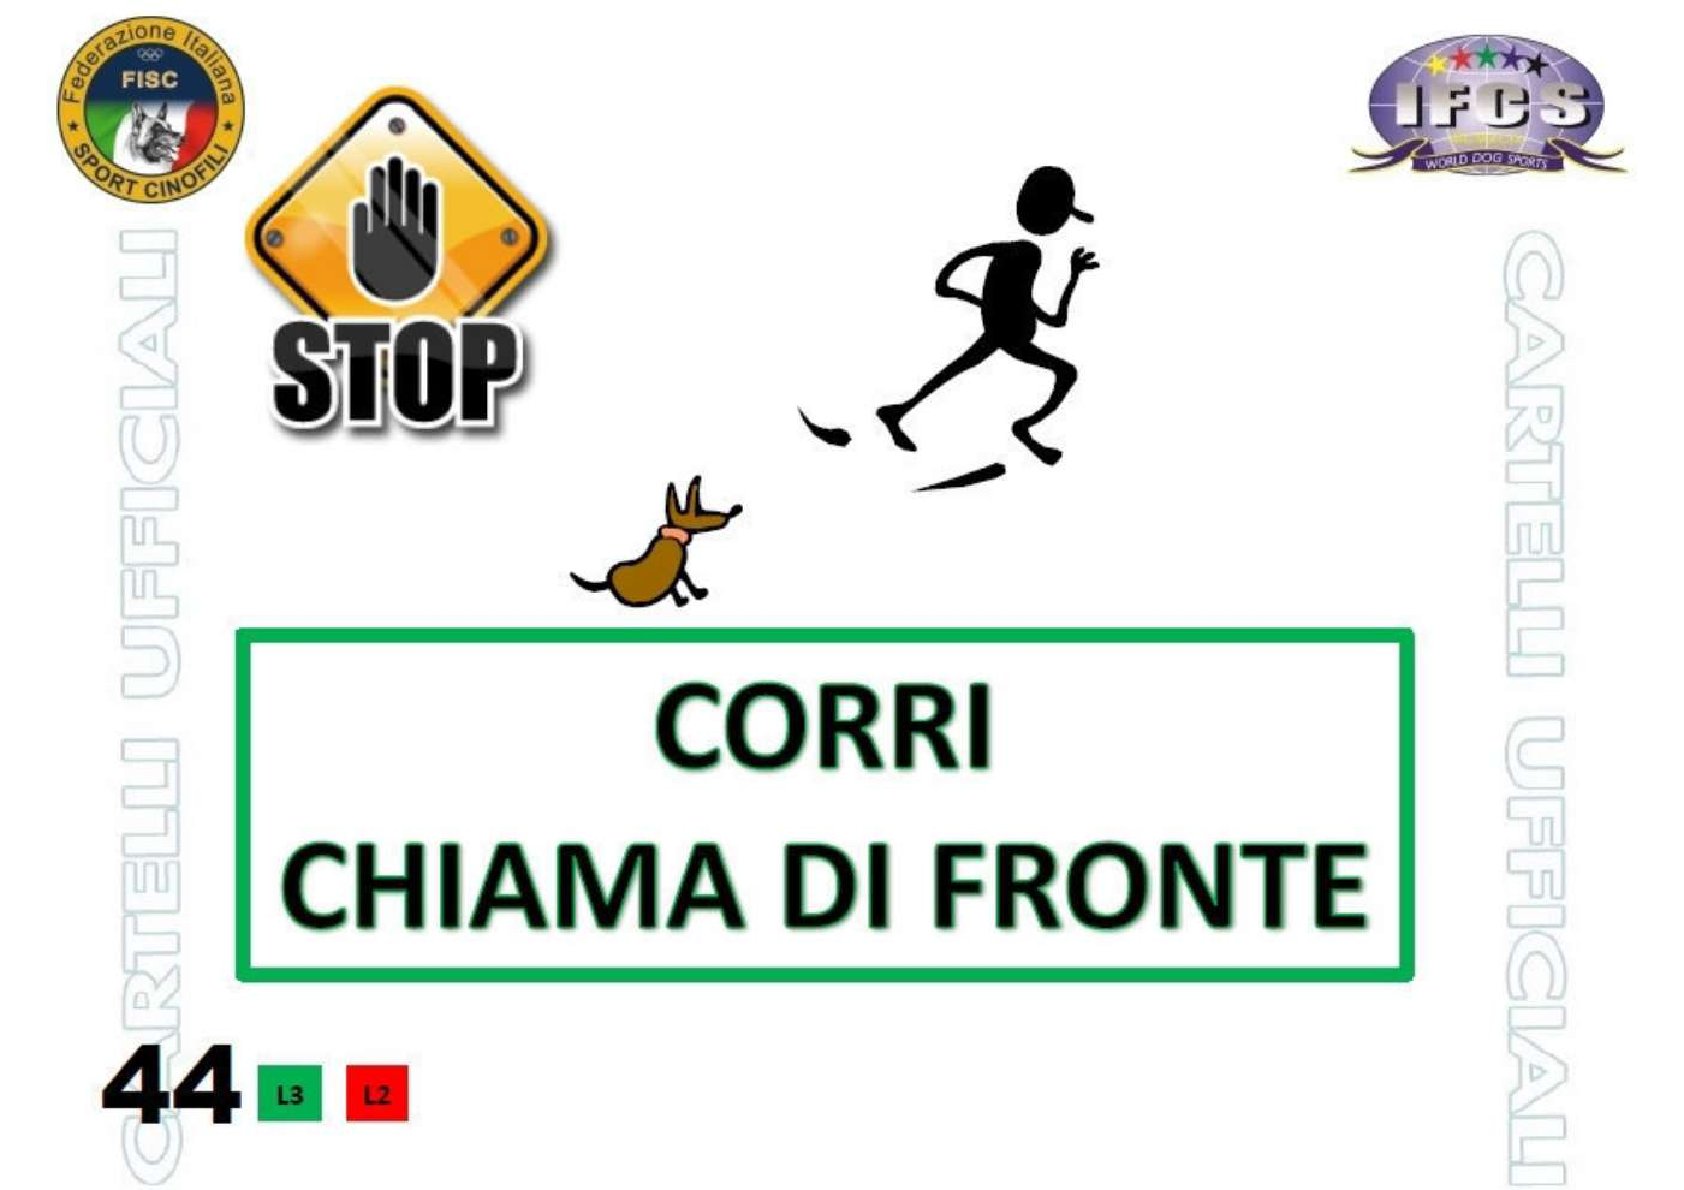 Federazione Italiana
FISC
SPORT CINOFILI
IFCS
WORLD DOG SPORTS
STOP
CARTELLI UFFICIALI
CARTELLI UFFICIALI
CORRI
CHIAMA DI FRONTE
44 L3 L2